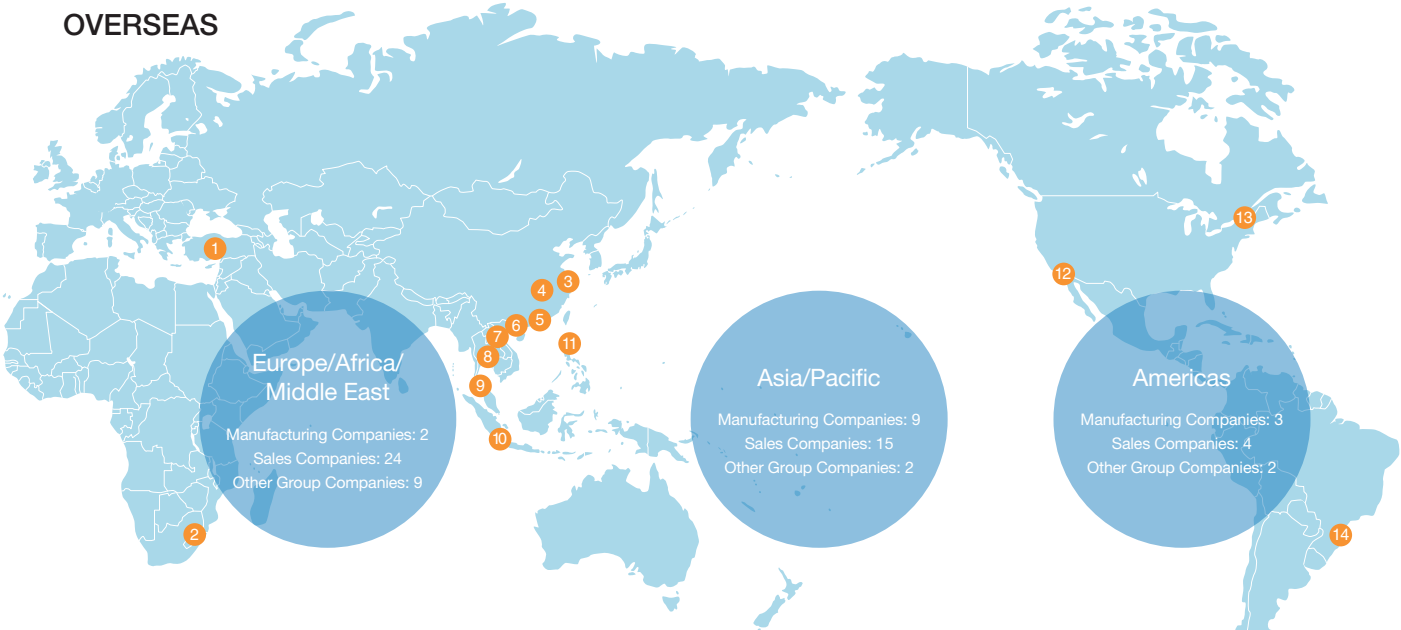 OVERSEAS
1
2
3
4
5
6
7
8
9
10
11
12
13
14
Europe/Africa/
Middle East
Manufacturing Companies: 2
Sales Companies: 24
Other Group Companies: 9
Asia/Pacific
Manufacturing Companies: 9
Sales Companies: 15
Other Group Companies: 2
Americas
Manufacturing Companies: 3
Sales Companies: 4
Other Group Companies: 2